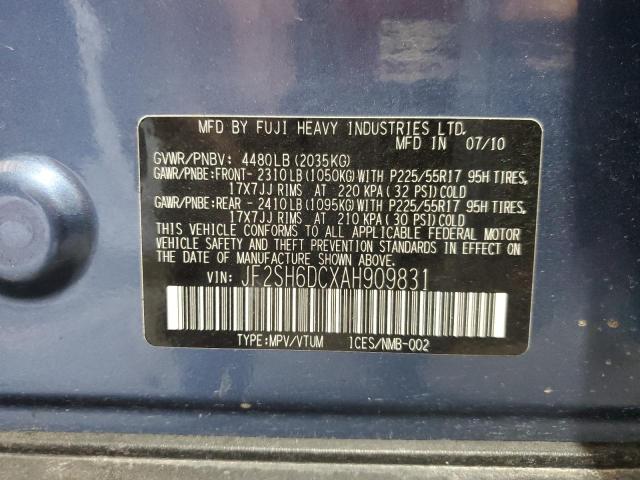 MFD BY FUJI HEAVY INDUSTRIES LTD.
MFD IN 07/10
GVWR/PNBV: 4480LB(2035KG)
GAWR/PNBE:FRONT- 2310LB(1050KG)WITH P225/55R17 95H TIRES,
17X7JJ RIMS AT 220 KPA(32 PSI)COLD
GAWR/PNBE:REAR - 2410LB(1095KG)WITH P225/55R17 95H TIRES,
17X7JJ RIMS AT 210 KPA(30 PSI)COLD
THIS VEHICLE CONFORMS TO ALL APPLICABLE FEDERAL MOTOR
VEHICLE SAFETY AND THEFT PREVENTION STANDARDS IN EFFECT
ON THE DATE OF MANUFACTURE SHOWN ABOVE.
VIN: JF2SH6DCXAH909831
TYPE:MPV/VTUM ICES/NMB-002